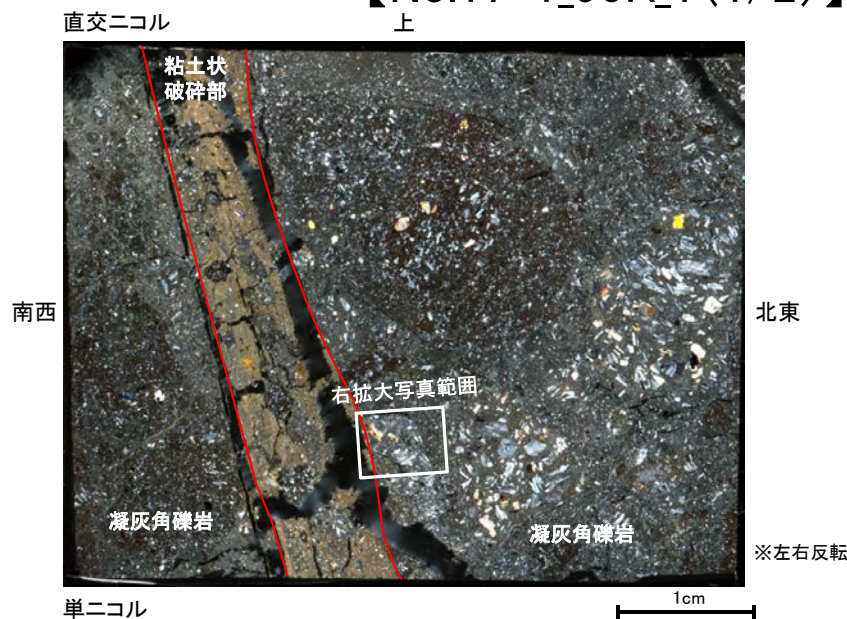 直交ニコル
上
粘土状
破砕部
南西
北東
右拡大写真範囲
凝灰角礫岩
凝灰角礫岩
※左右反転
単ニコル
1cm